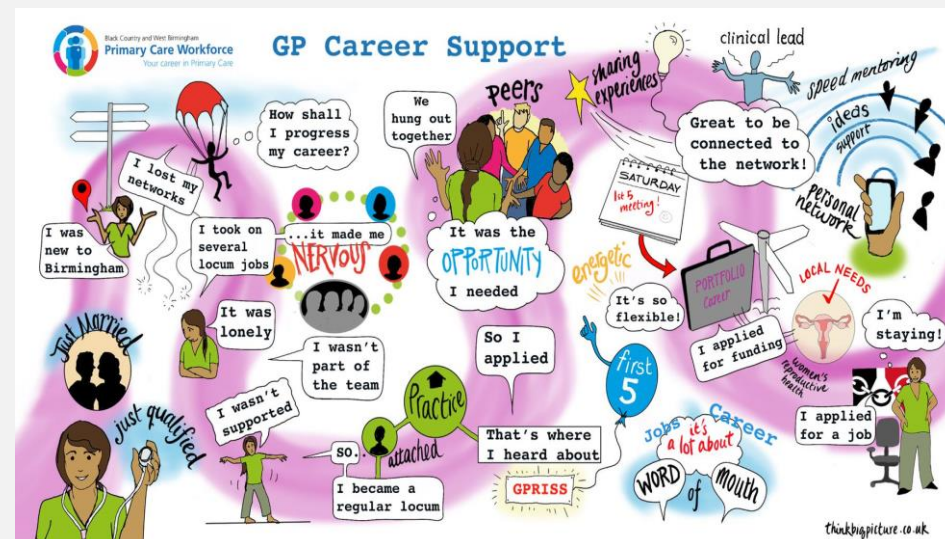 Black Country and West Birmingham
Primary Care Workforce
Your career in Primary Care
GP Career Support
Just Married
just qualified
I was
new to
Birmingham
I lost my
networks
How shall
I progress
my career?
I took on
several
locum jobs
...it made me
NERVOUS
It was
lonely
I wasn't
part of
the team
I wasn't
supported
so..
I became a
regular locum
Practice
attached
That's where
I heard about
GPRISS
So I
applied
We
hung out
together
peers
It was the
OPPORTUNITY
I needed
sharing
experiences
SATURDAY
1st 5
meeting!
energetic
first
5
Jobs
Career
it's
a lot about
WORD
of
MOUTH
It's so
flexible!
PORTFOLIO
Career
clinical lead
Great to be
connected to
the network!
speed mentoring
ideas
support
personal
network
I applied
for funding
LOCAL NEEDS
women's
reproductive
health
I'm
staying!
I applied
for a job
thinkbigpicture.co.uk